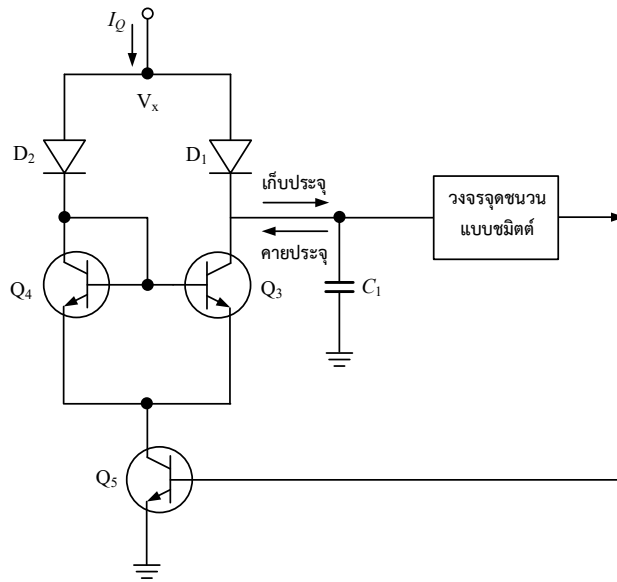 I_Q
V_x
D_2
D_1
เก็บประจุ
คายประจุ
วงจรจุดชนวน
แบบชมิตต์
Q_4
Q_3
C_1
Q_5